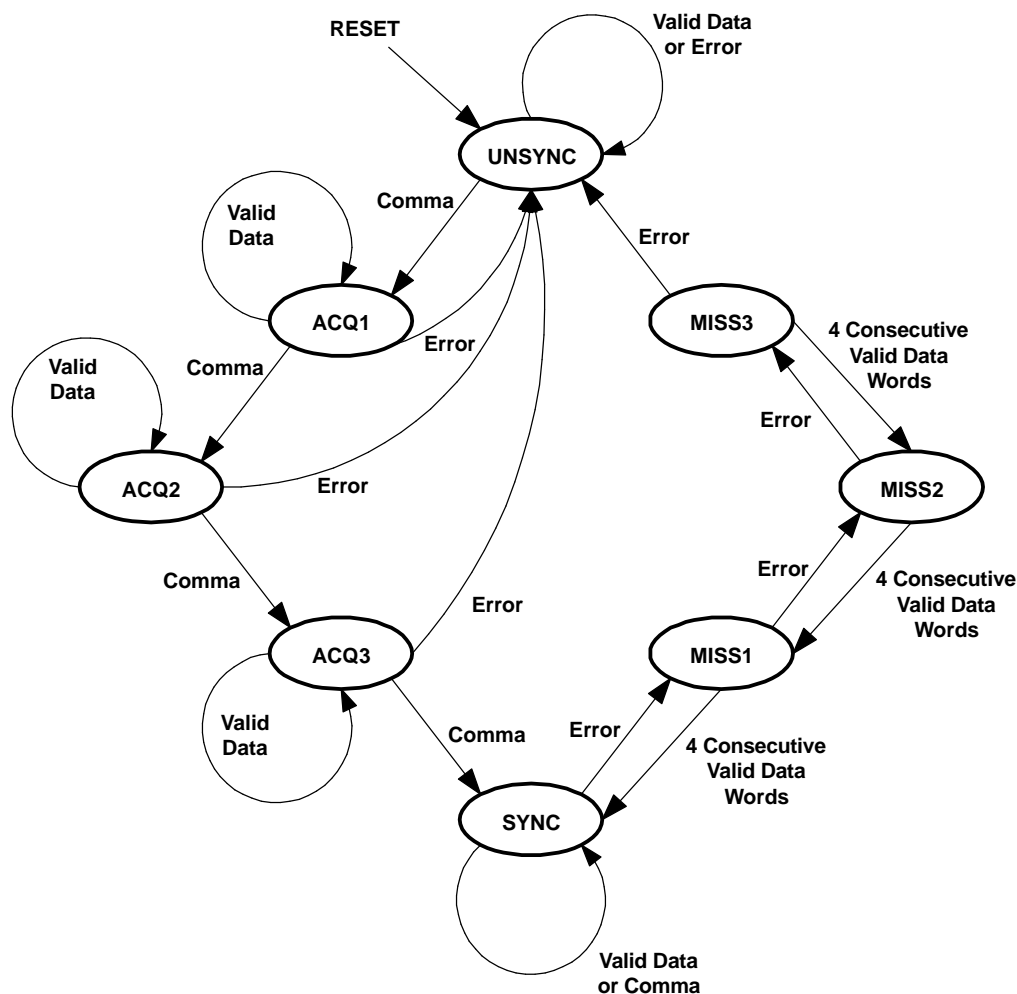 RESET
Valid Data
or Error
UNSYNC
Comma
Valid
Data
Error
ACQ1
Error
MISS3
4 Consecutive
Valid Data
Words
Comma
Valid
Data
Error
ACQ2
Error
MISS2
Comma
Error
4 Consecutive
Valid Data
Words
Error
ACQ3
MISS1
Valid
Data
Comma
Error
4 Consecutive
Valid Data
Words
SYNC
Valid Data
or Comma